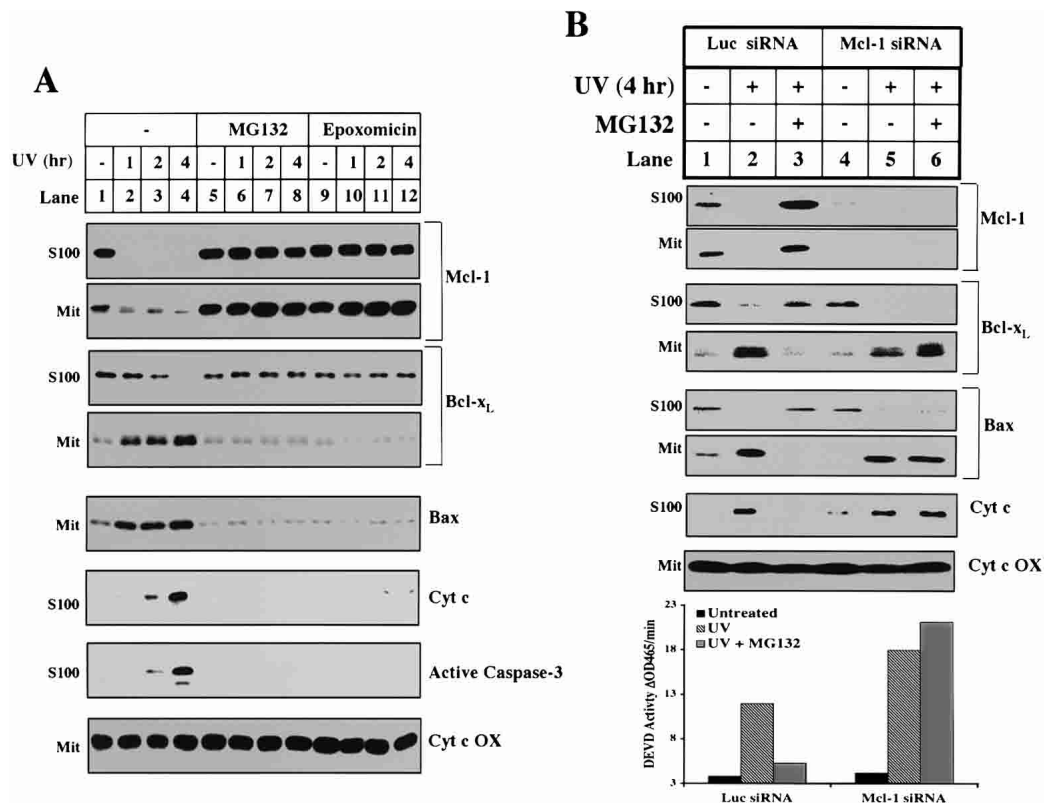 A
- MG132 Epoxomicin
UV (hr) - 1 2 4 - 1 2 4 - 1 2 4
Lane 1 2 3 4 5 6 7 8 9 10 11 12
S100
Mcl-1
Mit
S100
Bcl-xL
Mit
Mit Bax
S100 Cyt c
S100 Active Caspase-3
Mit Cyt c OX
B
Luc siRNA Mcl-1 siRNA
UV (4 hr) - + + - + +
MG132 - - + - - +
Lane 1 2 3 4 5 6
S100
Mcl-1
Mit
S100
Bcl-xL
Mit
S100
Bax
Mit
S100 Cyt c
Mit Cyt c OX
DEVD Activty ΔOD465/min
23
18
13
8
3
Untreated
UV
UV + MG132
Luc siRNA Mcl-1 siRNA